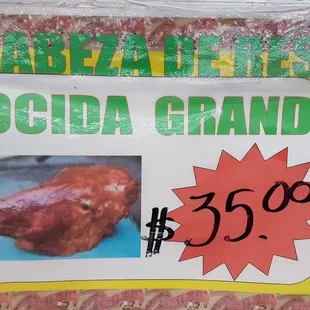 ABEZA DE RES
OCIDA GRAND
$35.00